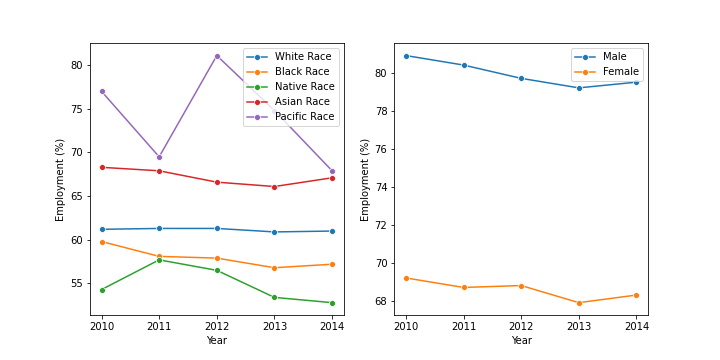 White Race
Black Race
Native Race
Asian Race
Pacific Race
80
75
70
65
60
55
Employment (%)
2010 2011 2012 2013 2014
Year
Male
Female
80
78
76
74
72
70
68
Employment (%)
2010 2011 2012 2013 2014
Year